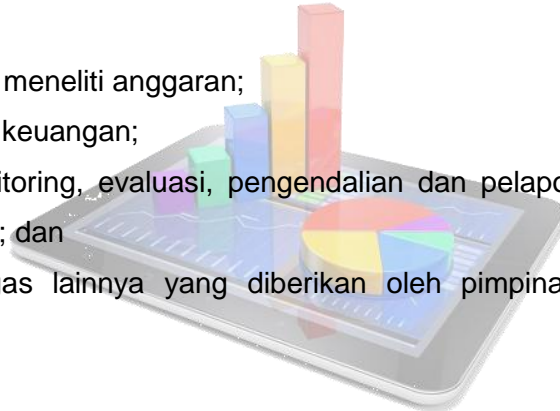 meneliti anggaran;
keuangan;
itoring, evaluasi, pengendalian dan pelapo
; dan
as lainnya yang diberikan oleh pimpina